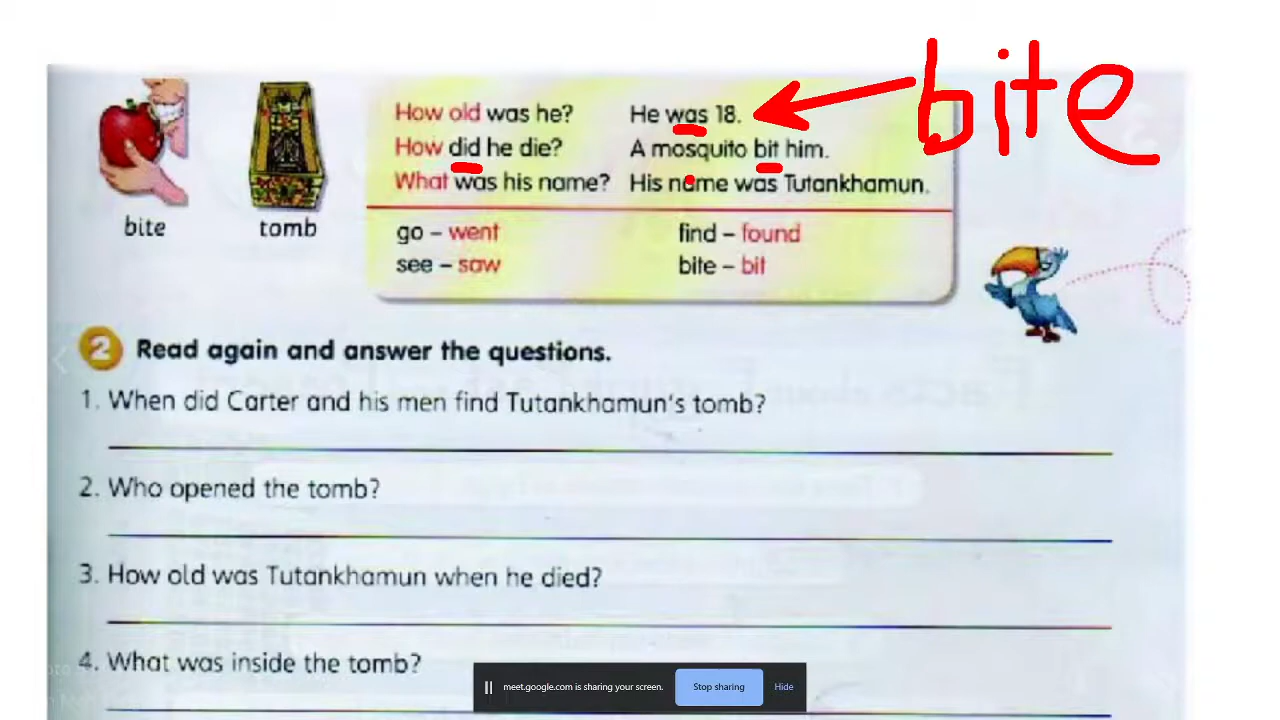 bite
How old was he? He was 18.
How did he die? A mosquito bit him.
What was his name? His name was Tutankhamun.
bite tomb
go – went find – found
see – saw bite – bit
2 Read again and answer the questions.
1. When did Carter and his men find Tutankhamun's tomb?
2. Who opened the tomb?
3. How old was Tutankhamun when he died?
4. What was inside the tomb?
meet.google.com is sharing your screen. Stop sharing Hide